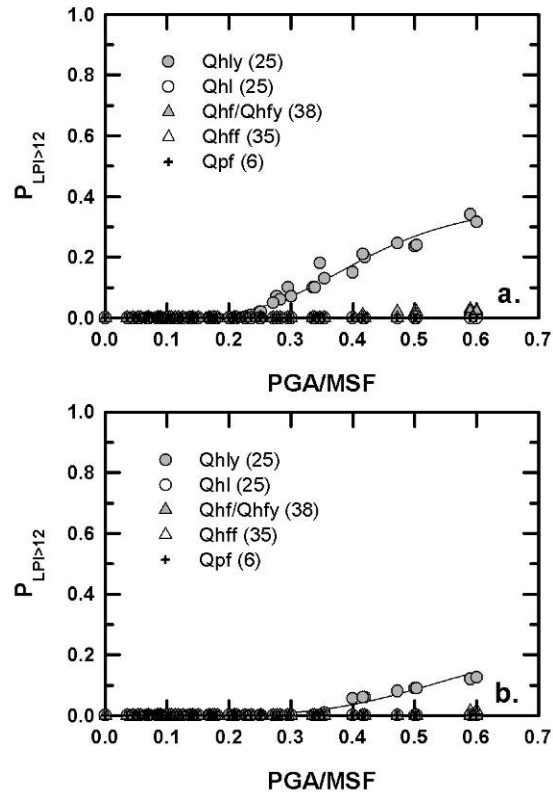 1.0
0.8
0.6
0.4
0.2
0.0
P LPI>12
Qhly (25)
Qhl (25)
Qhf/Qhfy (38)
Qhff (35)
Qpf (6)
a.
0.0 0.1 0.2 0.3 0.4 0.5 0.6 0.7
PGA/MSF
1.0
0.8
0.6
0.4
0.2
0.0
P LPI>12
Qhly (25)
Qhl (25)
Qhf/Qhfy (38)
Qhff (35)
Qpf (6)
b.
0.0 0.1 0.2 0.3 0.4 0.5 0.6 0.7
PGA/MSF